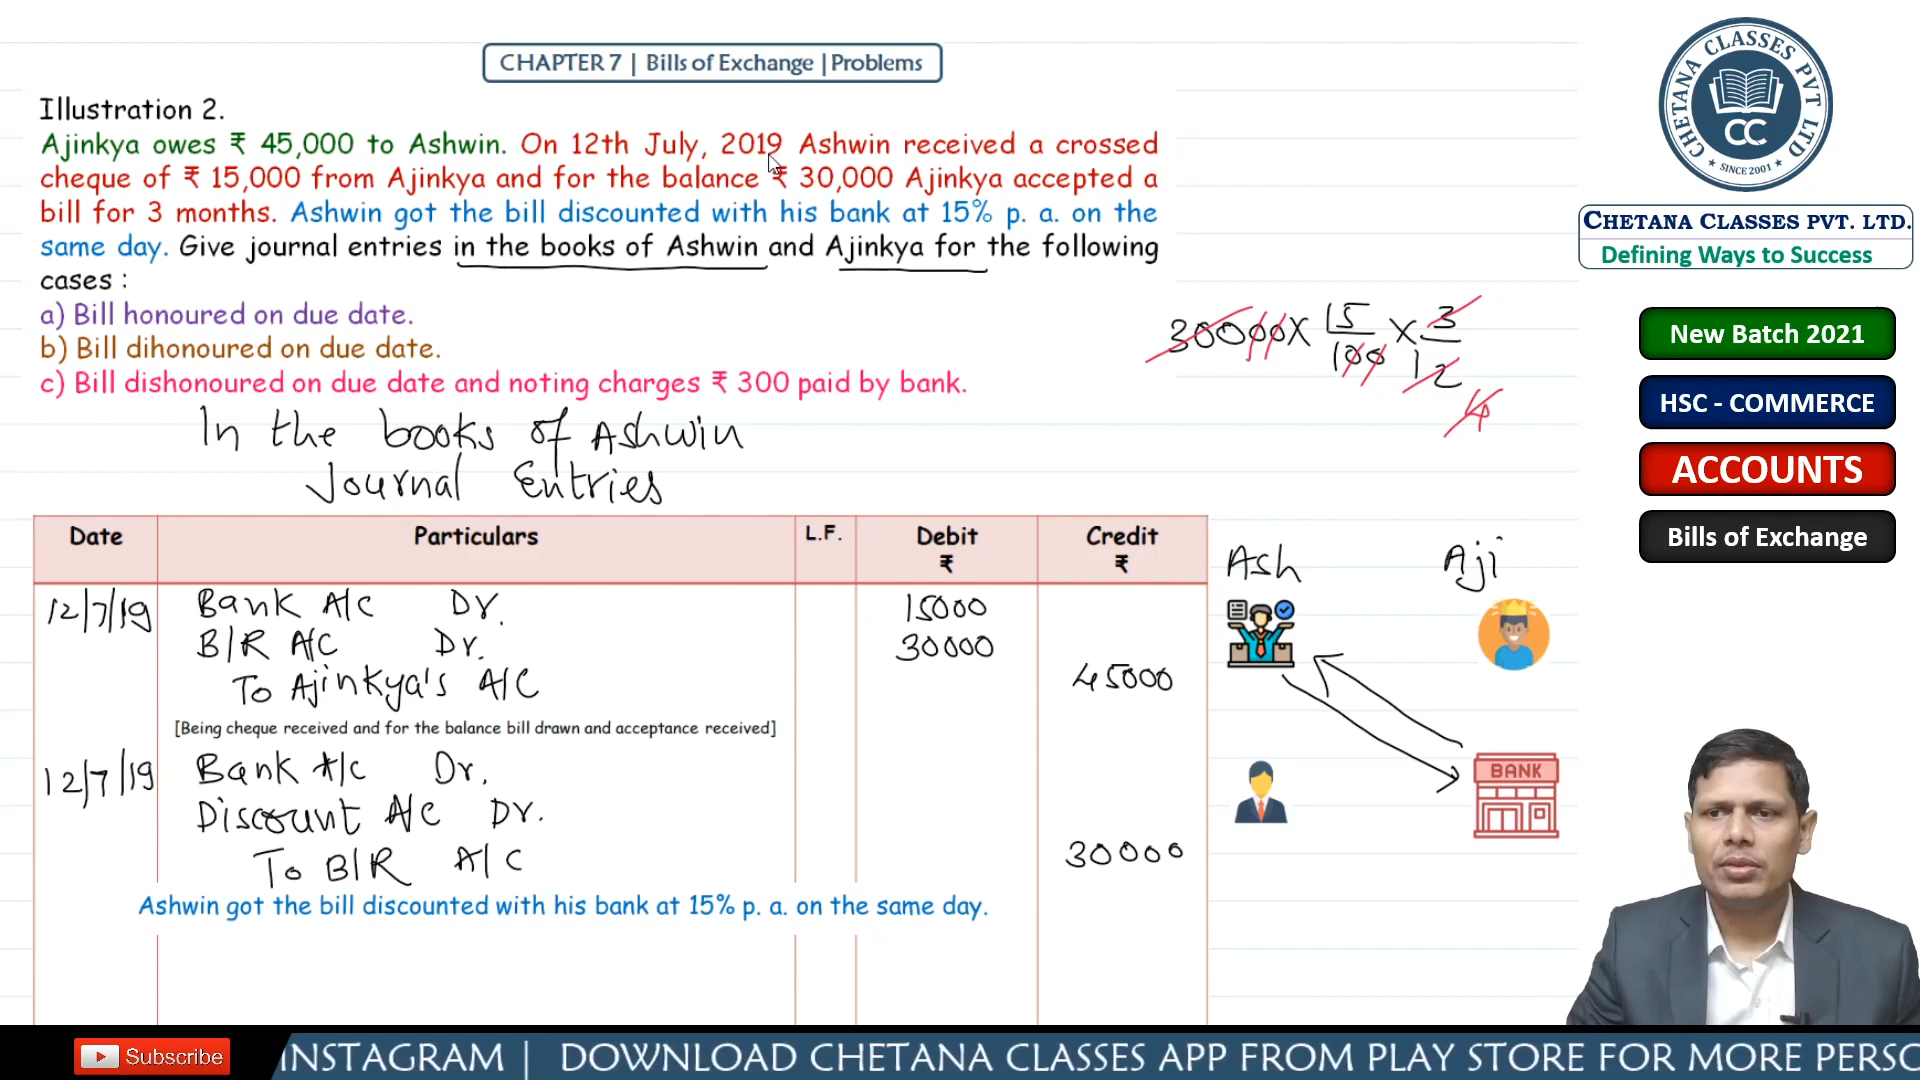 CHAPTER 7 | Bills of Exchange | Problems
Illustration 2.
Ajinkya owes ₹ 45,000 to Ashwin. On 12th July, 2019 Ashwin received a crossed
cheque of ₹ 15,000 from Ajinkya and for the balance ₹ 30,000 Ajinkya accepted a
bill for 3 months. Ashwin got the bill discounted with his bank at 15% p. a. on the
same day. Give journal entries in the books of Ashwin and Ajinkya for the following
cases :
a) Bill honoured on due date.
b) Bill dihonoured on due date.
c) Bill dishonoured on due date and noting charges ₹ 300 paid by bank.
30000 X 15/100 X 3/12
4
In the books of Ashwin
Journal Entries
Date Particulars L.F. Debit ₹ Credit ₹
12/7/19 Bank A/c Dr. 15000
B/R A/C Dr. 30000
To Ajinkya's A/C 45000
[Being cheque received and for the balance bill drawn and acceptance received]
12/7/19 Bank A/c Dr.
Discount A/C Dr.
To B/R A/C 30000
Ashwin got the bill discounted with his bank at 15% p. a. on the same day.
Ash Aji
BANK
CHETANA CLASSES PVT LTD
CC
SINCE 2001
CHETANA CLASSES PVT. LTD.
Defining Ways to Success
New Batch 2021
HSC - COMMERCE
ACCOUNTS
Bills of Exchange
Subscribe
INSTAGRAM | DOWNLOAD CHETANA CLASSES APP FROM PLAY STORE FOR MORE PERSO